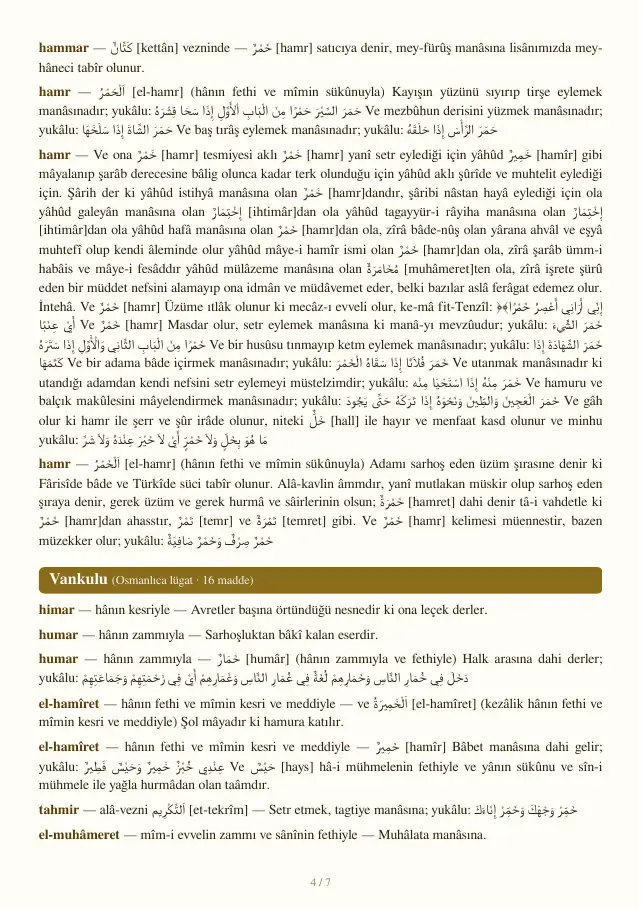 hammar — كَتَّانٌ [kettân] vezninde — خَمْرٌ [hamr] satıcıya denir, mey-fürûş manâsına lisânımızda mey-
hâneci tabîr olunur.
hamr — اَلْخَمْرُ [el-hamr] (hânın fethi ve mîmin sükûnuyla) Kayışın yüzünü sıyırıp tirşe eylemek
manâsınadır; yukâlu: خَمَرَ السَّيْرَ خَمْرًا مِنَ الْبَابِ اْلأَوَّلِ إِذَا سَحَا قِشْرَهُ Ve mezbûhun derisini yüzmek manâsınadır;
yukâlu: خَمَرَ الشَّاةَ إِذَا سَلَخَهَا Ve baş tırâş eylemek manâsınadır; yukâlu: خَمَرَ الرَّأْسَ إِذَا حَلَقَهُ
hamr — Ve ona خَمْرٌ [hamr] tesmiyesi aklı خَمْرٌ [hamr] yanî setr eylediği için yâhûd خَمِيرٌ [hamîr] gibi
mâyalanıp şarâb derecesine bâlig olunca kadar terk olunduğu için yâhûd aklı şûrîde ve muhtelit eylediği
için. Şârih der ki yâhûd istihyâ manâsına olan خَمْرٌ [hamr]dandır, şâribi nâstan hayâ eylediği için ola
yâhûd galeyân manâsına olan إِخْتِمَارٌ [ihtimâr]dan ola yâhûd tagayyür-i râyiha manâsına olan إِخْتِمَارٌ
[ihtimâr]dan ola yâhûd hafâ manâsına olan خَمْرٌ [hamr]dan ola, zîrâ bâde-nûş olan yârana ahvâl ve eşyâ
muhtefî olup kendi âleminde olur yâhûd mâye-i hamîr ismi olan خَمْرٌ [hamr]dan ola, zîrâ şarâb ümm-i
habâis ve mâye-i fesâddır yâhûd mülâzeme manâsına olan مُخَامَرَةٌ [muhâmeret]ten ola, zîrâ işrete şürû
eden bir müddet nefsini alamayıp ona idmân ve müdâvemet eder, belki bazılar aslâ ferâgat edemez olur.
İntehâ. Ve خَمْرٌ [hamr] Üzüme ıtlâk olunur ki mecâz-ı evveli olur, ke-mâ fit-Tenzîl: ﴿إِنِّي أَرَانِي أَعْصِرُ خَمْرًا﴾
أَيْ عِنَبًا Ve خَمْرٌ [hamr] Masdar olur, setr eylemek manâsına ki manâ-yı mevzûudur; yukâlu: خَمَرَ الشَّيْءَ
خَمْرًا مِنَ الْبَابِ الثَّانِي وَاْلأَوَّلِ إِذَا سَتَرَهُ Ve bir husûsu tınmayıp ketm eylemek manâsınadır; yukâlu: خَمَرَ الشَّهَادَةَ إِذَا
كَتَمَهَا Ve bir adama bâde içirmek manâsınadır; yukâlu: خَمَرَ فُلاَنًا إِذَا سَقَاهُ الْخَمْرَ Ve utanmak manâsınadır ki
utandığı adamdan kendi nefsini setr eylemeyi müstelzimdir; yukâlu: خَمَرَ مِنْهُ إِذَا اسْتَحْيَا مِنْه Ve hamuru ve
balçık makûlesini mâyelendirmek manâsınadır; yukâlu: خَمَرَ الْعَجِينَ وَالطِّينَ وَنَحْوَهُ إِذَا تَرَكَهُ حَتَّى يَجُودَ Ve gâh
olur ki hamr ile şerr ve şûr irâde olunur, niteki خَلٌّ [hall] ile hayır ve menfaat kasd olunur ve minhu
yukâlu: مَا هُوَ بِخَلٍّ وَلاَ خَمْرٍ أَيْ لاَ خَيْرَ عِنْدَهُ وَلاَ شَرَّ
hamr — اَلْخَمْرُ [el-hamr] (hânın fethi ve mîmin sükûnuyla) Adamı sarhoş eden üzüm şırasıne denir ki
Fârisîde bâde ve Türkîde süci tabîr olunur. Alâ-kavlin âmmdır, yanî mutlakan müskir olup sarhoş eden
şıraya denir, gerek üzüm ve gerek hurmâ ve sâirlerinin olsun; خَمْرَةٌ [hamret] dahi denir tâ-i vahdetle ki
خَمْرٌ [hamr]dan ahasstır, تَمْرٌ [temr] ve تَمْرَةٌ [temret] gibi. Ve خَمْرٌ [hamr] kelimesi müennestir, bazen
müzekker olur; yukâlu: خَمْرٌ صِرْفٌ وَخَمْرٌ صَافِيَةٌ
Vankulu (Osmanlıca lügat · 16 madde)
himar — hânın kesriyle — Avretler başına örtündüğü nesnedir ki ona leçek derler.
humar — hânın zammıyla — Sarhoşluktan bâkî kalan eserdir.
humar — hânın zammıyla — خُمَارٌ [humâr] (hânın zammıyla ve fethiyle) Halk arasına dahi derler;
yukâlu: دَخَلَ فِي خُمَارِ النَّاسِ وَخَمَارِهِمْ لُغَةٌ فِي غُمَارِ النَّاسِ وَغَمَارِهِمْ أَيْ فِي زَحْمَتِهِمْ وَجَمَاعَتِهِمْ
el-hamîret — hânın fethi ve mîmin kesri ve meddiyle — ve اَلْخَمِيرَةُ [el-hamîret] (kezâlik hânın fethi ve
mîmin kesri ve meddiyle) Şol mâyadır ki hamura katılır.
el-hamîret — hânın fethi ve mîmin kesri ve meddiyle — خَمِيرٌ [hamîr] Bâbet manâsına dahi gelir;
yukâlu: عِنْدِي خُبْزٌ خَمِيرٌ وَحَيْسٌ فَطِيرٌ Ve حَيْسٌ [hays] hâ-i mühmelenin fethiyle ve yânın sükûnu ve sîn-i
mühmele ile yağla hurmâdan olan taâmdır.
tahmir — alâ-vezni اَلتَّكْرِيم [et-tekrîm] — Setr etmek, tagtiye manâsına; yukâlu: خَمِّرْ وَجْهَكَ وَخَمِّرْ إِنَاءَكَ
el-muhâmeret — mîm-i evvelin zammı ve sânînin fethiyle — Muhâlata manâsına.
4 / 7